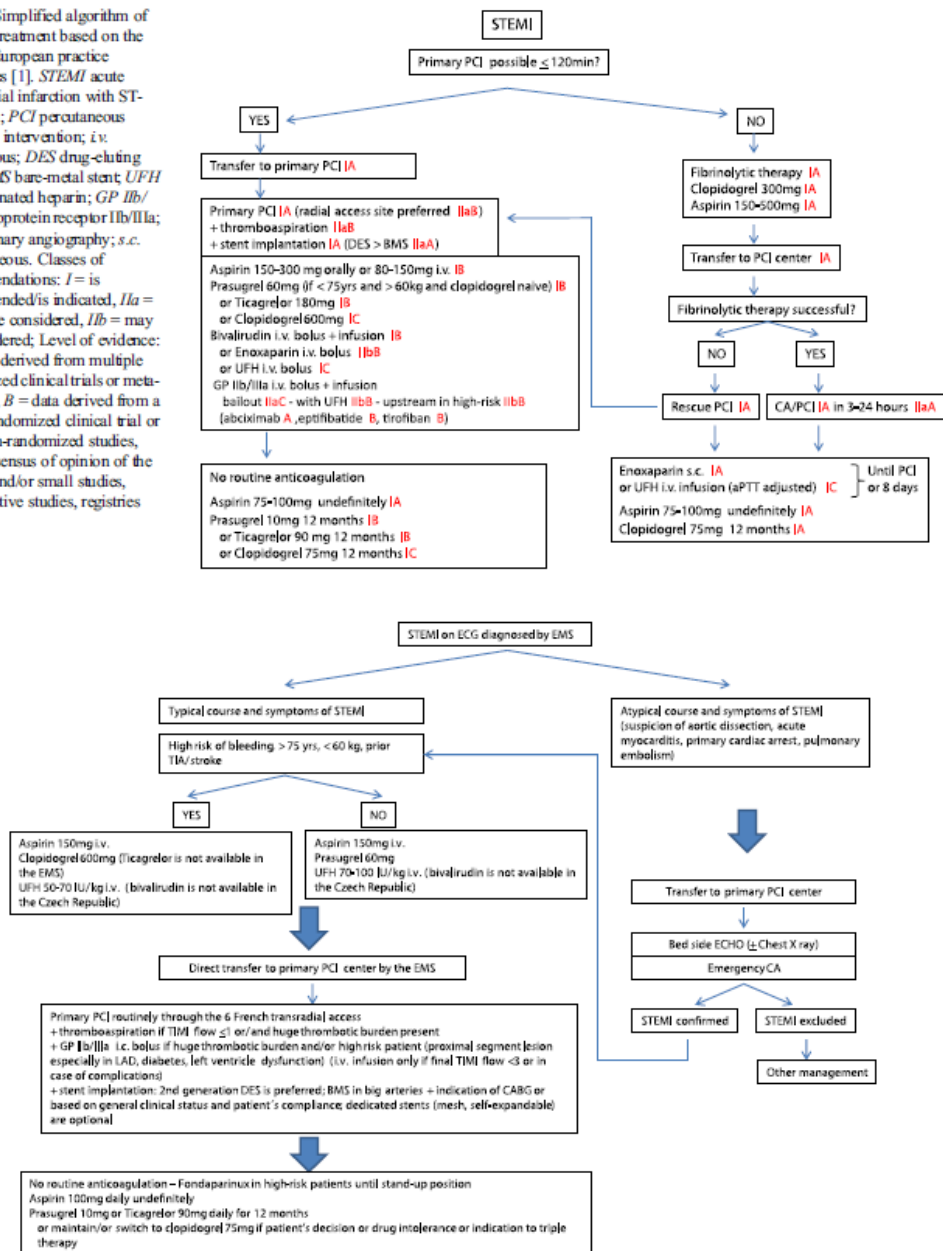 Simplified algorithm of
reatment based on the
uropean practice
es [1]. STEMI acute
ial infarction with ST-
; PCI percutaneous
intervention; i.v.
ous; DES drug-eluting
MS bare-metal stent; UFH
nated heparin; GP IIb/
oprotein receptor IIb/IIIa;
nary angiography; s.c.
neous. Classes of
endations: I = is
ended/is indicated, IIa =
e considered, IIb = may
dered; Level of evidence:
derived from multiple
zed clinical trials or meta-
B = data derived from a
ndomized clinical trial or
n-randomized studies,
sensus of opinion of the
and/or small studies,
ctive studies, registries
STEMI
Primary PCI possible ≤ 120min?
YES
NO
Transfer to primary PCI IA
Primary PCI IA (radial access site preferred IIaB)
+ thromboaspiration IIaB
+ stent implantation IA (DES > BMS IIaA)
Aspirin 150-300 mg orally or 80-150mg i.v. IB
Prasugrel 60mg (if < 75yrs and > 60kg and clopidogrel naive) IB
or Ticagrelor 180mg IB
or Clopidogrel 600mg IC
Bivalirudin i.v. bolus + infusion IB
or Enoxaparin i.v. bolus IIbB
or UFH i.v. bolus IC
GP IIb/IIIa i.v. bolus + infusion
bailout IIaC - with UFH IIbB - upstream in high-risk IIbB
(abciximab A ,eptifibatide B, tirofiban B)
No routine anticoagulation
Aspirin 75-100mg undefinitely IA
Prasugrel 10mg 12 months IB
or Ticagrelor 90 mg 12 months IB
or Clopidogrel 75mg 12 months IC
Fibrinolytic therapy IA
Clopidogrel 300mg IA
Aspirin 150-500mg IA
Transfer to PCI center IA
Fibrinolytic therapy successful?
NO
YES
Rescue PCI IA
CA/PCI IA in 3-24 hours IIaA
Enoxaparin s.c. IA
or UFH i.v. infusion (aPTT adjusted) IC
Until PCI
or 8 days
Aspirin 75-100mg undefinitely IA
Clopidogrel 75mg 12 months IA
STEMI on ECG diagnosed by EMS
Typical course and symptoms of STEMI
High risk of bleeding, > 75 yrs, < 60 kg, prior
TIA/stroke
YES
NO
Aspirin 150mg i.v.
Clopidogrel 600mg (Ticagrelor is not available in
the EMS)
UFH 50-70 IU/kg i.v. (bivalirudin is not available in
the Czech Republic)
Aspirin 150mg i.v.
Prasugrel 60mg
UFH 70-100 IU/kg i.v. (bivalirudin is not available in
the Czech Republic)
Direct transfer to primary PCI center by the EMS
Primary PCI routinely through the 6 French transradial access
+ thromboaspiration if TIMI flow ≤1 or/and huge thrombotic burden present
+ GP IIb/IIIa i.c. bolus if huge thrombotic burden and/or high risk patient (proximal segment lesion
especially in LAD, diabetes, left ventricle dysfunction) (i.v. infusion only if final TIMI flow <3 or in
case of complications)
+ stent implantation: 2nd generation DES is preferred; BMS in big arteries + indication of CABG or
based on general clinical status and patient´s compliance; dedicated stents (mesh, self-expandable)
are optional
No routine anticoagulation – Fondaparinux in high-risk patients until stand-up position
Aspirin 100mg daily undefinitely
Prasugrel 10mg or Ticagrelor 90mg daily for 12 months
or maintain/or switch to clopidogrel 75mg if patient's decision or drug intolerance or indication to triple
therapy
Atypical course and symptoms of STEMI
(suspicion of aortic dissection, acute
myocarditis, primary cardiac arrest, pulmonary
embolism)
Transfer to primary PCI center
Bed side ECHO (± Chest X ray)
Emergency CA
STEMI confirmed
STEMI excluded
Other management